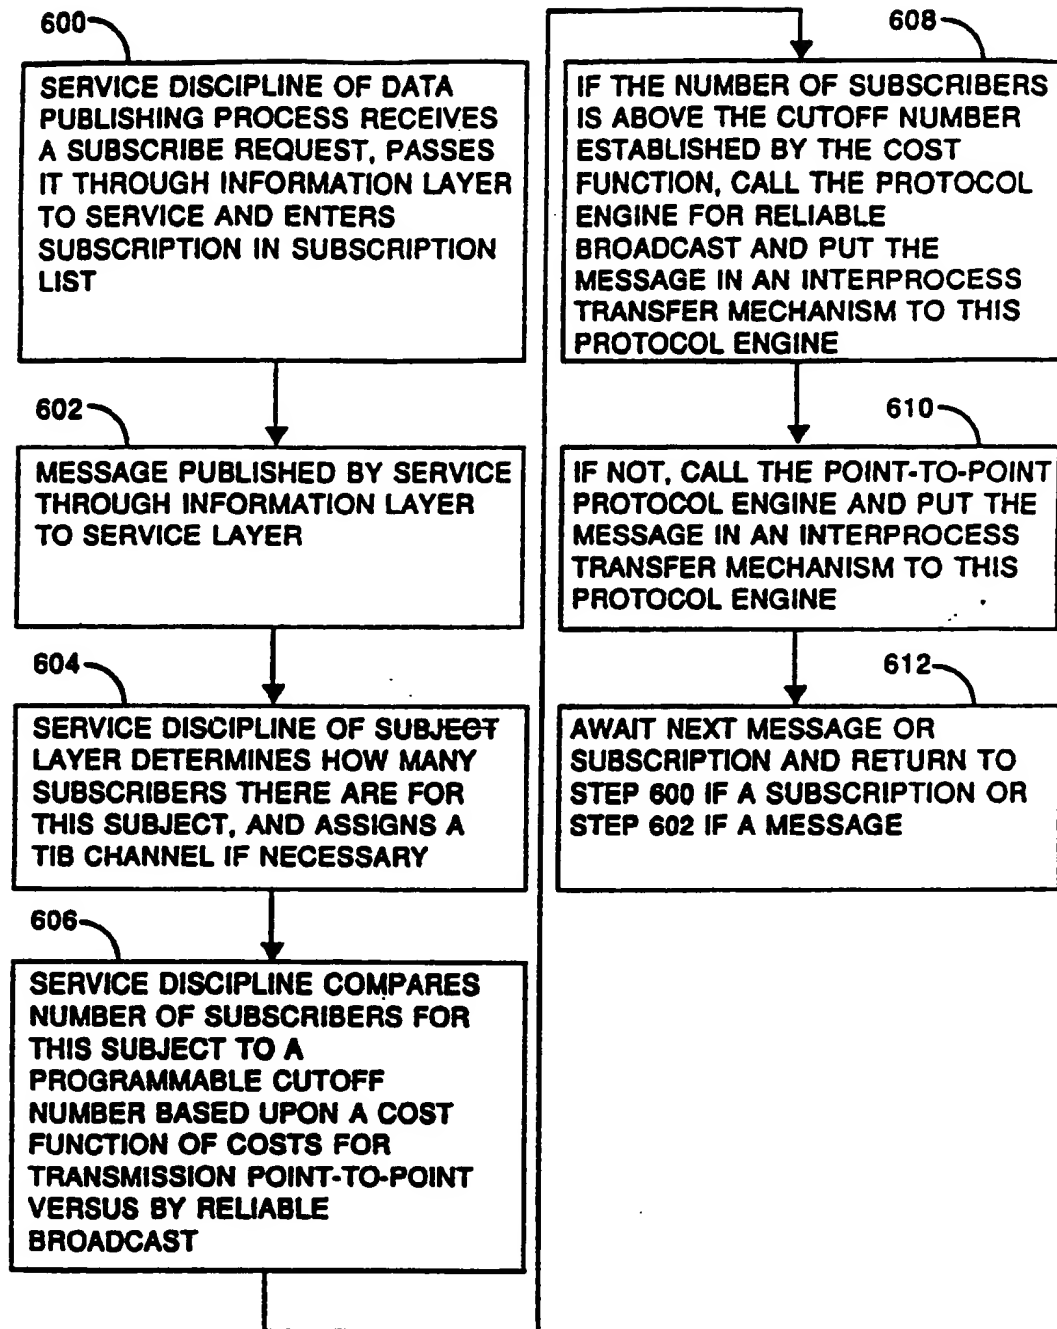 600
SERVICE DISCIPLINE OF DATA
PUBLISHING PROCESS RECEIVES
A SUBSCRIBE REQUEST, PASSES
IT THROUGH INFORMATION LAYER
TO SERVICE AND ENTERS
SUBSCRIPTION IN SUBSCRIPTION
LIST
602
MESSAGE PUBLISHED BY SERVICE
THROUGH INFORMATION LAYER
TO SERVICE LAYER
604
SERVICE DISCIPLINE OF SUBJECT
LAYER DETERMINES HOW MANY
SUBSCRIBERS THERE ARE FOR
THIS SUBJECT, AND ASSIGNS A
TIB CHANNEL IF NECESSARY
606
SERVICE DISCIPLINE COMPARES
NUMBER OF SUBSCRIBERS FOR
THIS SUBJECT TO A
PROGRAMMABLE CUTOFF
NUMBER BASED UPON A COST
FUNCTION OF COSTS FOR
TRANSMISSION POINT-TO-POINT
VERSUS BY RELIABLE
BROADCAST
608
IF THE NUMBER OF SUBSCRIBERS
IS ABOVE THE CUTOFF NUMBER
ESTABLISHED BY THE COST
FUNCTION, CALL THE PROTOCOL
ENGINE FOR RELIABLE
BROADCAST AND PUT THE
MESSAGE IN AN INTERPROCESS
TRANSFER MECHANISM TO THIS
PROTOCOL ENGINE
610
IF NOT, CALL THE POINT-TO-POINT
PROTOCOL ENGINE AND PUT THE
MESSAGE IN AN INTERPROCESS
TRANSFER MECHANISM TO THIS
PROTOCOL ENGINE
612
AWAIT NEXT MESSAGE OR
SUBSCRIPTION AND RETURN TO
STEP 600 IF A SUBSCRIPTION OR
STEP 602 IF A MESSAGE